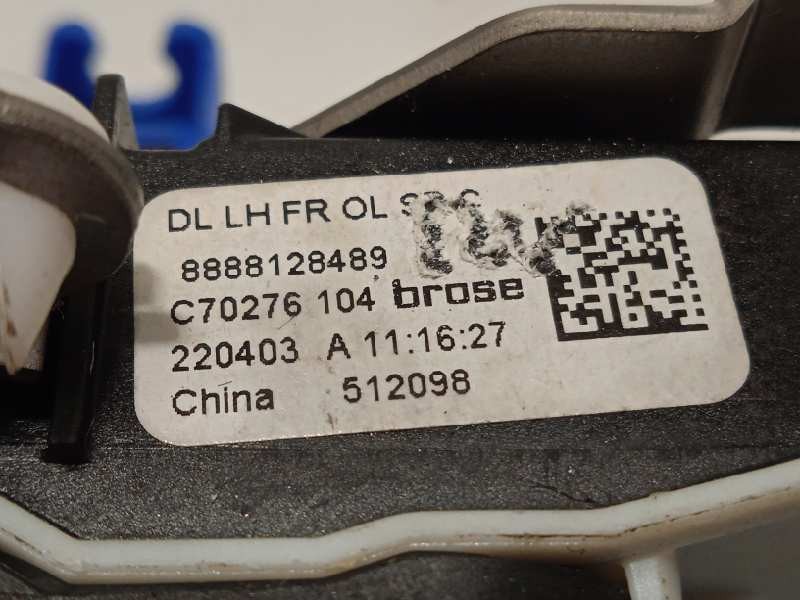 DL LH FR OL
8888128489
C70276 104 brose
220403 A 11:16:27
China 512098